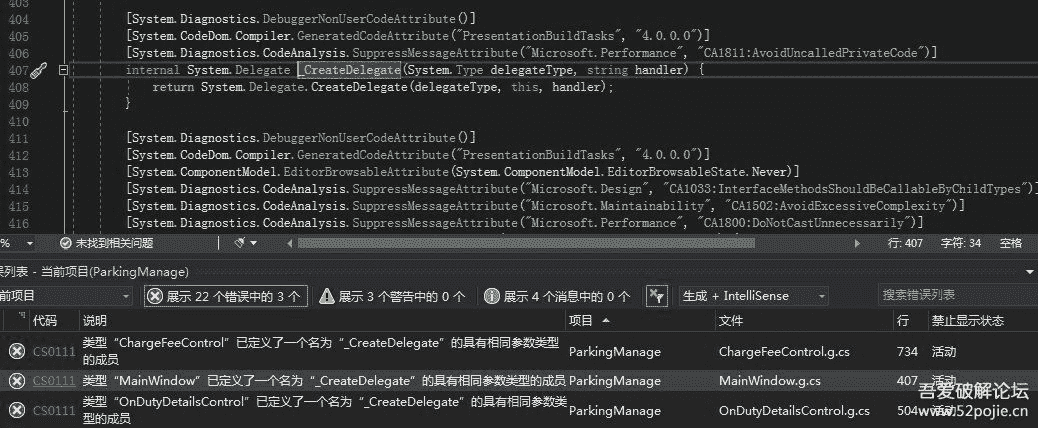 403
404 [System.Diagnostics.DebuggerNonUserCodeAttribute()]
405 [System.CodeDom.Compiler.GeneratedCodeAttribute("PresentationBuildTasks", "4.0.0.0")]
406 [System.Diagnostics.CodeAnalysis.SuppressMessageAttribute("Microsoft.Performance", "CA1811:AvoidUncalledPrivateCode")]
407 internal System.Delegate _CreateDelegate(System.Type delegateType, string handler) {
408 return System.Delegate.CreateDelegate(delegateType, this, handler);
409 }
410
411 [System.Diagnostics.DebuggerNonUserCodeAttribute()]
412 [System.CodeDom.Compiler.GeneratedCodeAttribute("PresentationBuildTasks", "4.0.0.0")]
413 [System.ComponentModel.EditorBrowsableAttribute(System.ComponentModel.EditorBrowsableState.Never)]
414 [System.Diagnostics.CodeAnalysis.SuppressMessageAttribute("Microsoft.Design", "CA1033:InterfaceMethodsShouldBeCallableByChildTypes")]
415 [System.Diagnostics.CodeAnalysis.SuppressMessageAttribute("Microsoft.Maintainability", "CA1502:AvoidExcessiveComplexity")]
416 [System.Diagnostics.CodeAnalysis.SuppressMessageAttribute("Microsoft.Performance", "CA1800:DoNotCastUnnecessarily")]
% 未找到相关问题 行: 407 字符: 34 空格
误列表 - 当前项目(ParkingManage)
前项目 展示 22 个错误中的 3 个 展示 3 个警告中的 0 个 展示 4 个消息中的 0 个 生成 + IntelliSense 搜索错误列表
代码 说明 项目 文件 行 禁止显示状态
CS0111 类型“ChargeFeeControl”已定义了一个名为“_CreateDelegate”的具有相同参数类型 ParkingManage ChargeFeeControl.g.cs 734 活动
的成员
CS0111 类型“MainWindow”已定义了一个名为“_CreateDelegate”的具有相同参数类型的成员 ParkingManage MainWindow.g.cs 407 活动
CS0111 类型“OnDutyDetailsControl”已定义了一个名为“_CreateDelegate”的具有相同参数类 ParkingManage OnDutyDetailsControl.g.cs 504 活动
型的成员
吾爱破解论坛
www.52pojie.cn